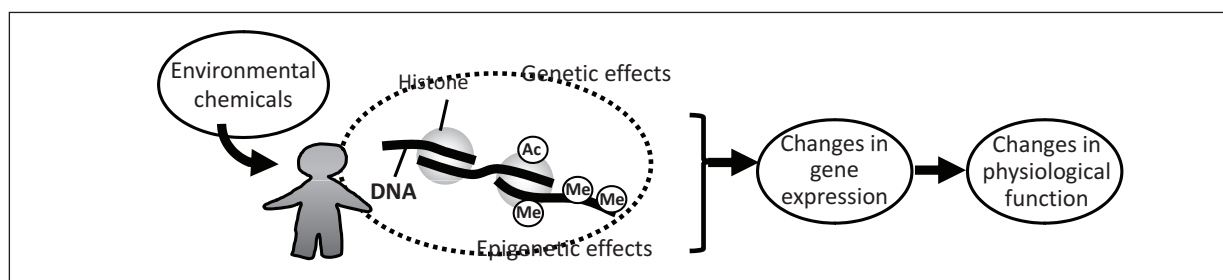 Environmental
chemicals
Histone
Genetic effects
DNA
Ac
Me
Me
Me
Epigenetic effects
Changes in
gene
expression
Changes in
physiological
function